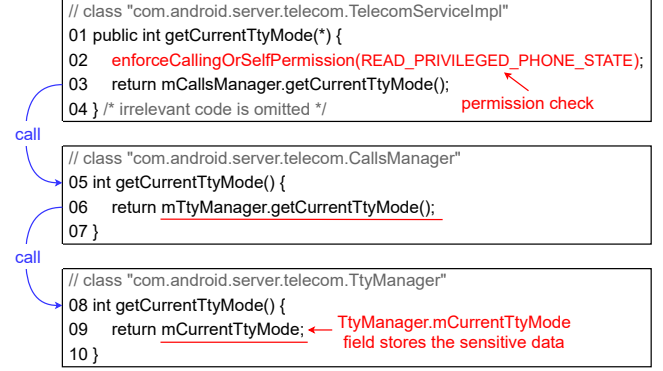 // class "com.android.server.telecom.TelecomServiceImpl"
01 public int getCurrentTtyMode(*) {
02 enforceCallingOrSelfPermission(READ_PRIVILEGED_PHONE_STATE);
03 return mCallsManager.getCurrentTtyMode();
permission check
04 } /* irrelevant code is omitted */
call
// class "com.android.server.telecom.CallsManager"
05 int getCurrentTtyMode() {
06 return mTtyManager.getCurrentTtyMode();
07 }
call
// class "com.android.server.telecom.TtyManager"
08 int getCurrentTtyMode() {
09 return mCurrentTtyMode;
TtyManager.mCurrentTtyMode
field stores the sensitive data
10 }